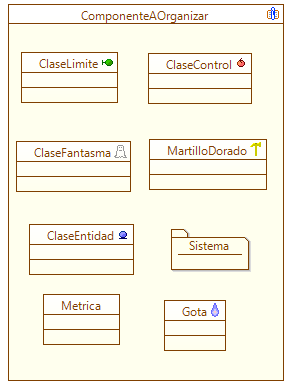 ComponenteAOrganizar
ClaseLimite
ClaseControl
ClaseFantasma
MartilloDorado
ClaseEntidad
Sistema
Metrica
Gota